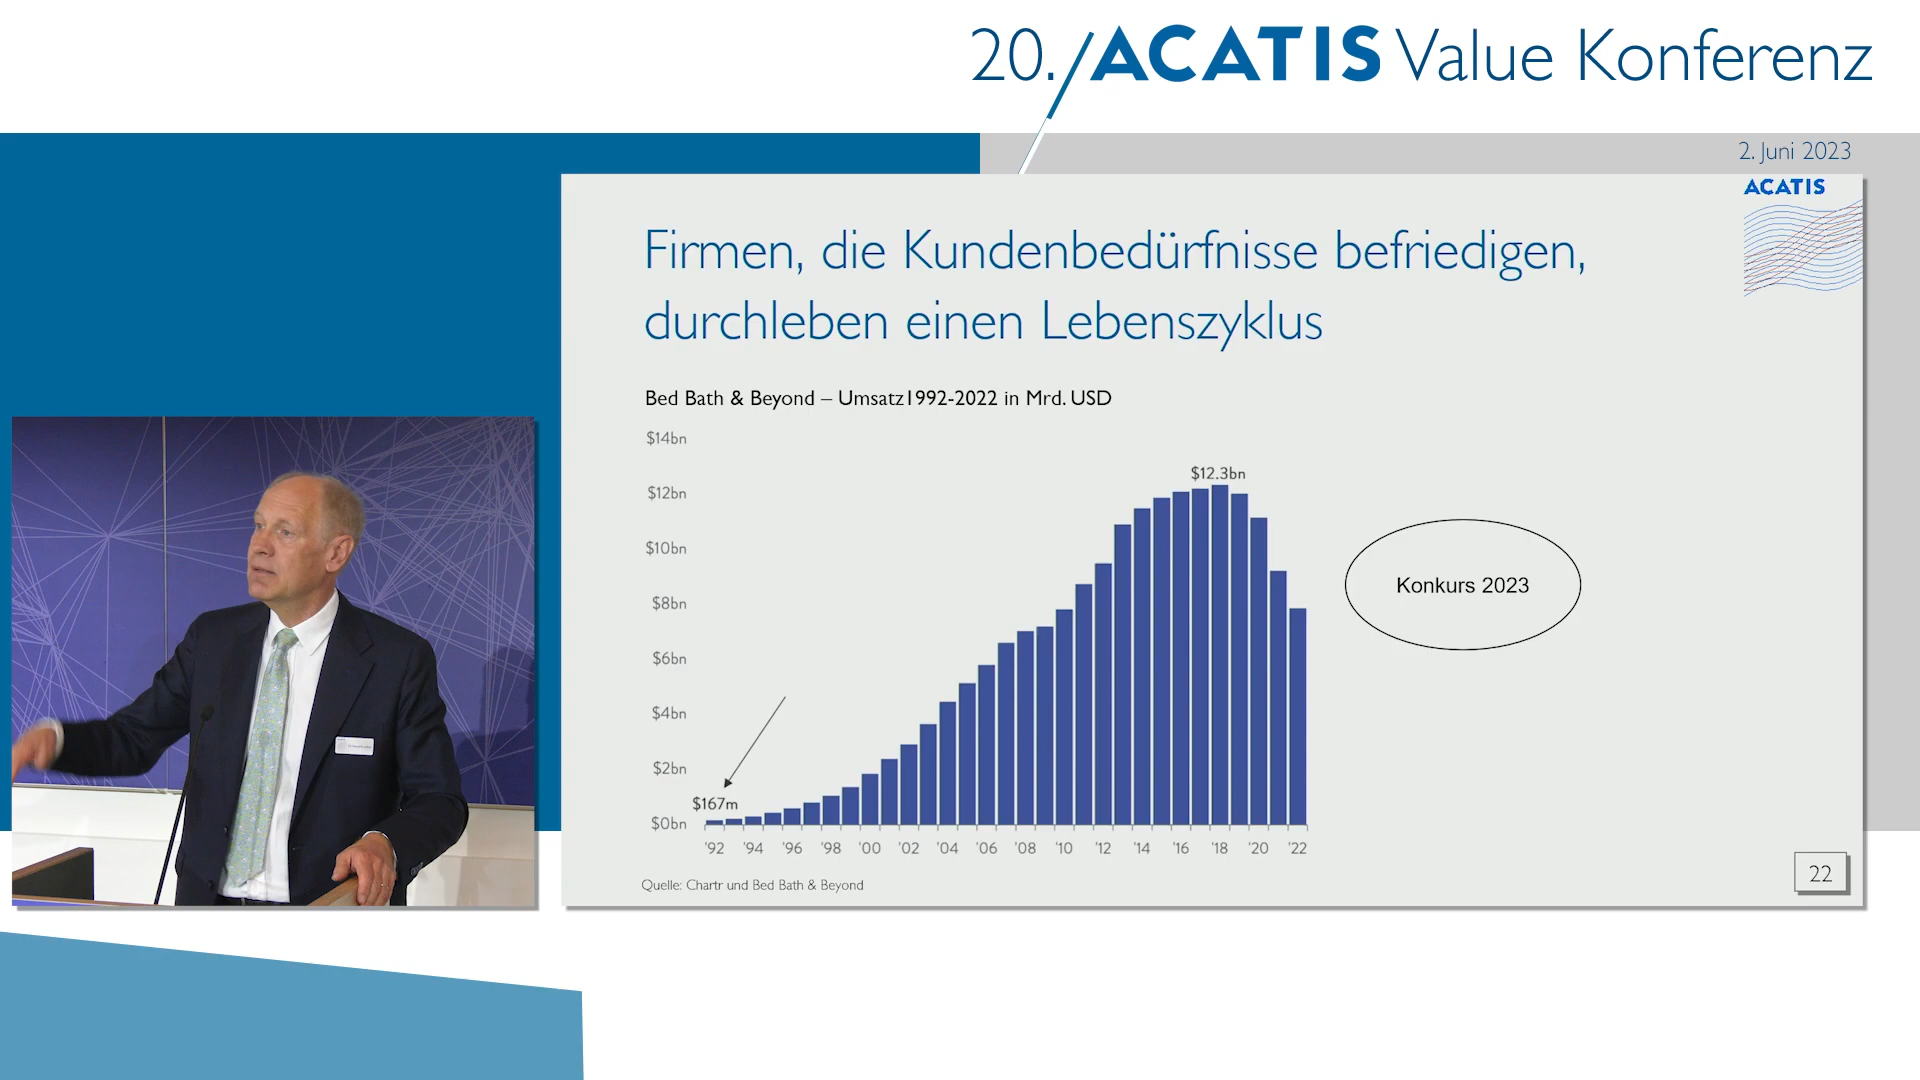 20. ACATIS Value Konferenz
2. Juni 2023
ACATIS
Firmen, die Kundenbedürfnisse befriedigen,
durchleben einen Lebenszyklus
Bed Bath & Beyond – Umsatz1992-2022 in Mrd. USD
$14bn
$12bn
$10bn
$8bn
$6bn
$4bn
$2bn
$0bn
$167m
$12.3bn
'92 '94 '96 '98 '00 '02 '04 '06 '08 '10 '12 '14 '16 '18 '20 '22
Konkurs 2023
Quelle: Chartr und Bed Bath & Beyond
22